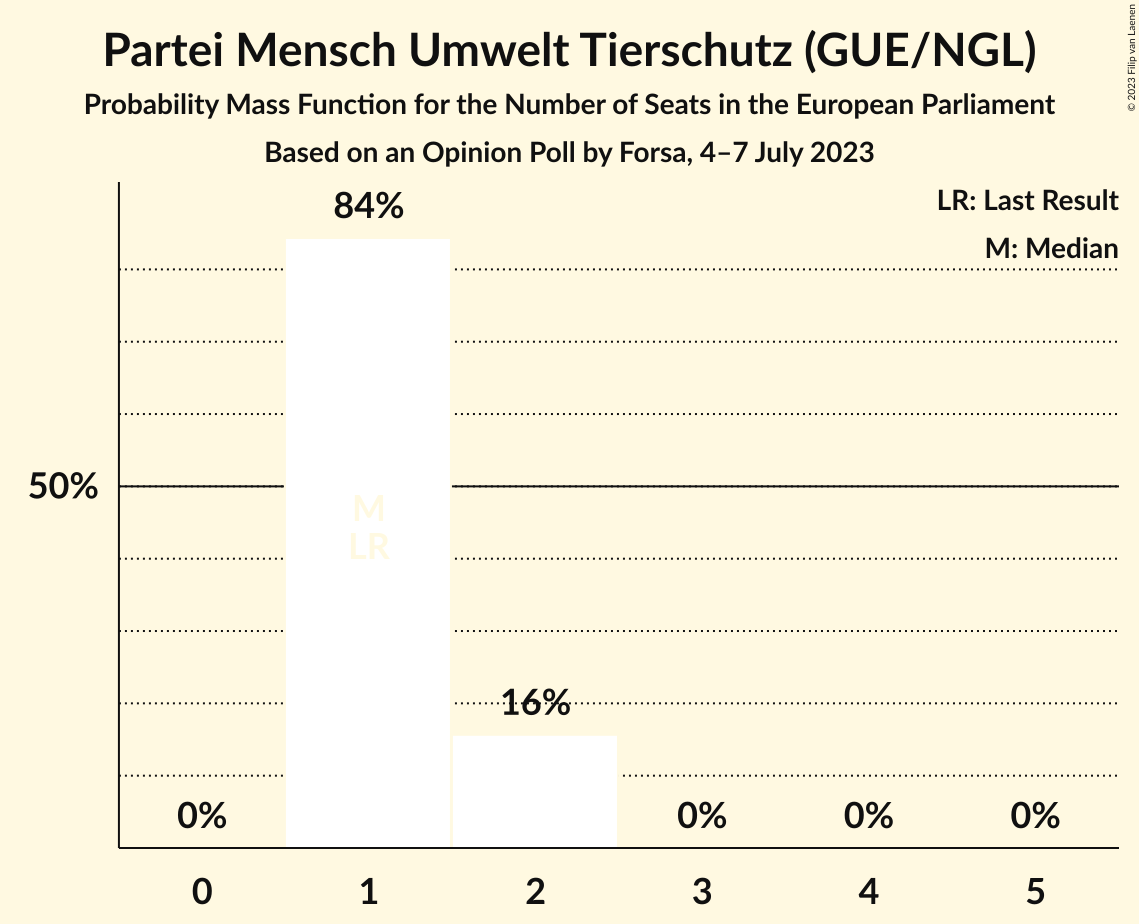 Partei Mensch Umwelt Tierschutz (GUE/NGL)
Probability Mass Function for the Number of Seats in the European Parliament
Based on an Opinion Poll by Forsa, 4–7 July 2023
© 2023 Filip van Laenen
LR: Last Result
M: Median
84%
50%
M
LR
16%
0%
0%
0%
0%
0
1
2
3
4
5